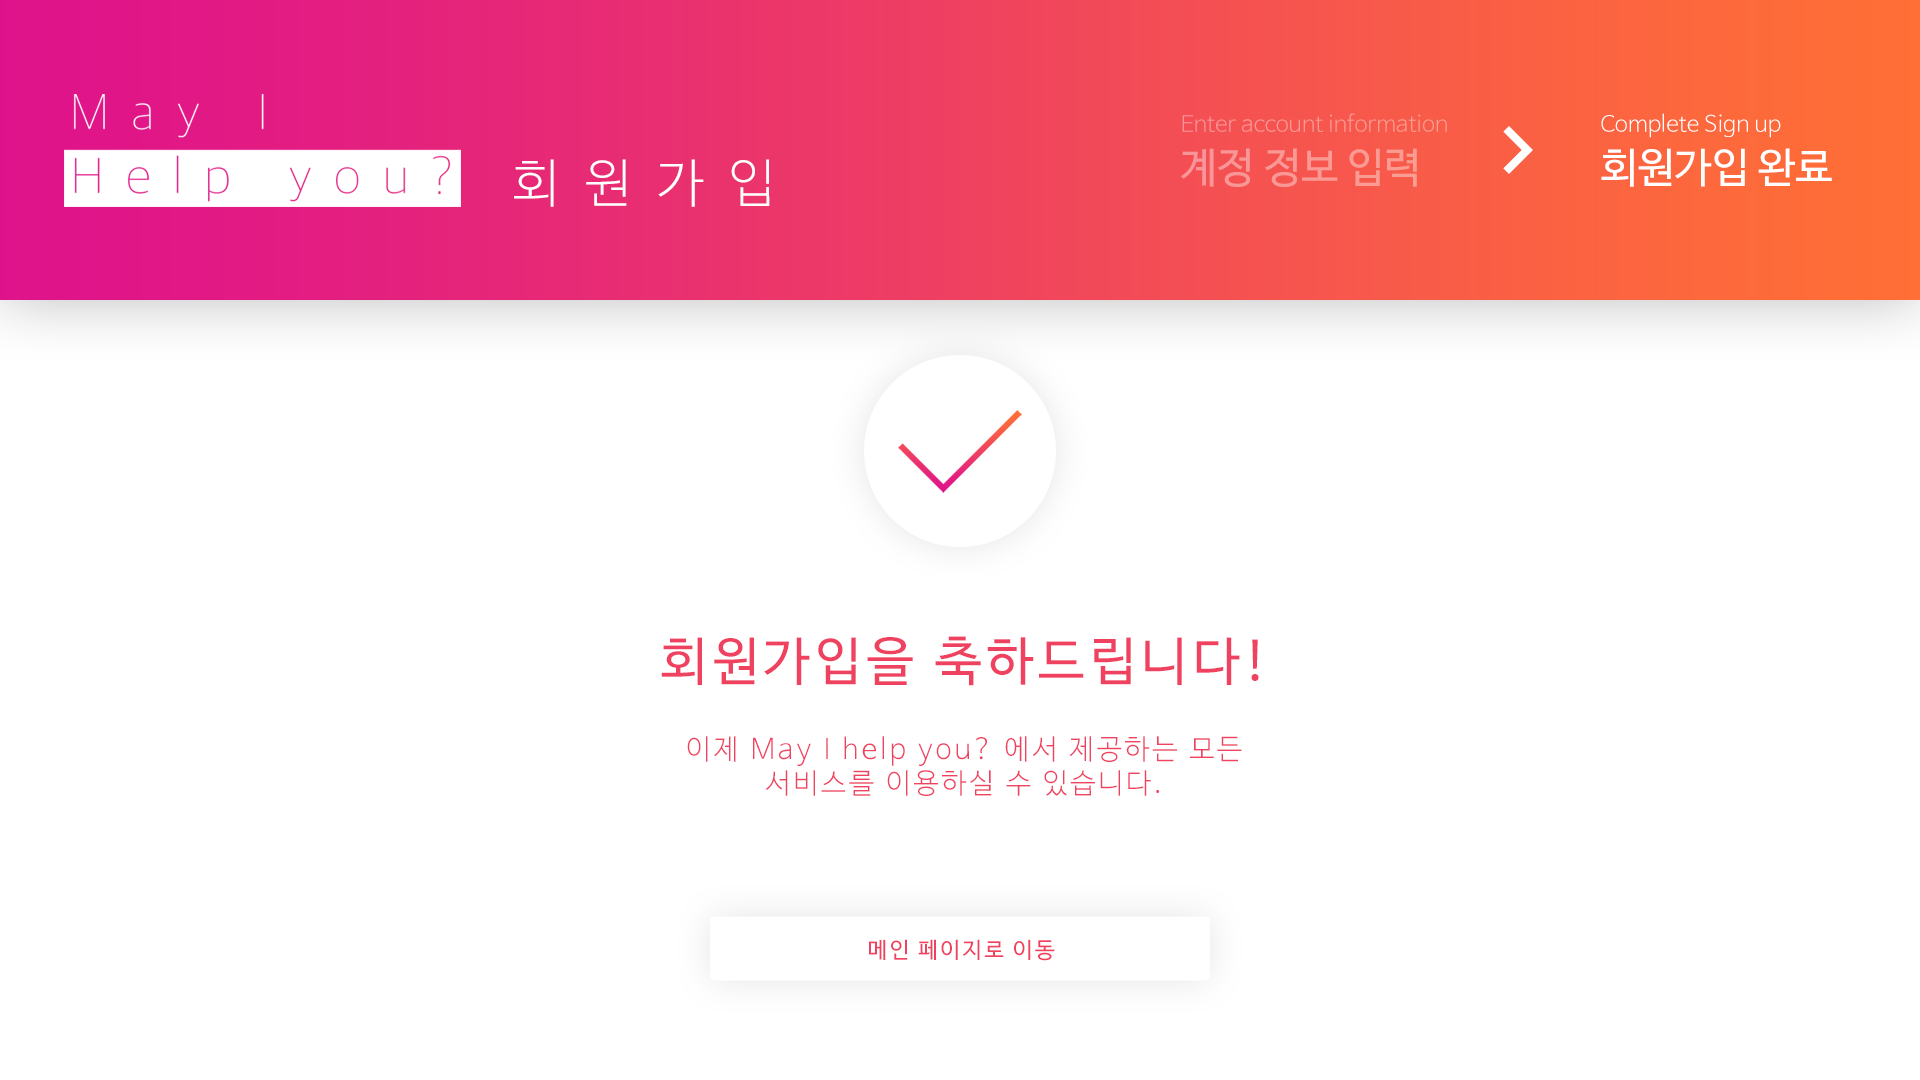 May I
Help you?
회원가입
Enter account information
계정 정보 입력
Complete Sign up
회원가입 완료
회원가입을 축하드립니다!
이제 May I help you? 에서 제공하는 모든
서비스를 이용하실 수 있습니다.
메인 페이지로 이동